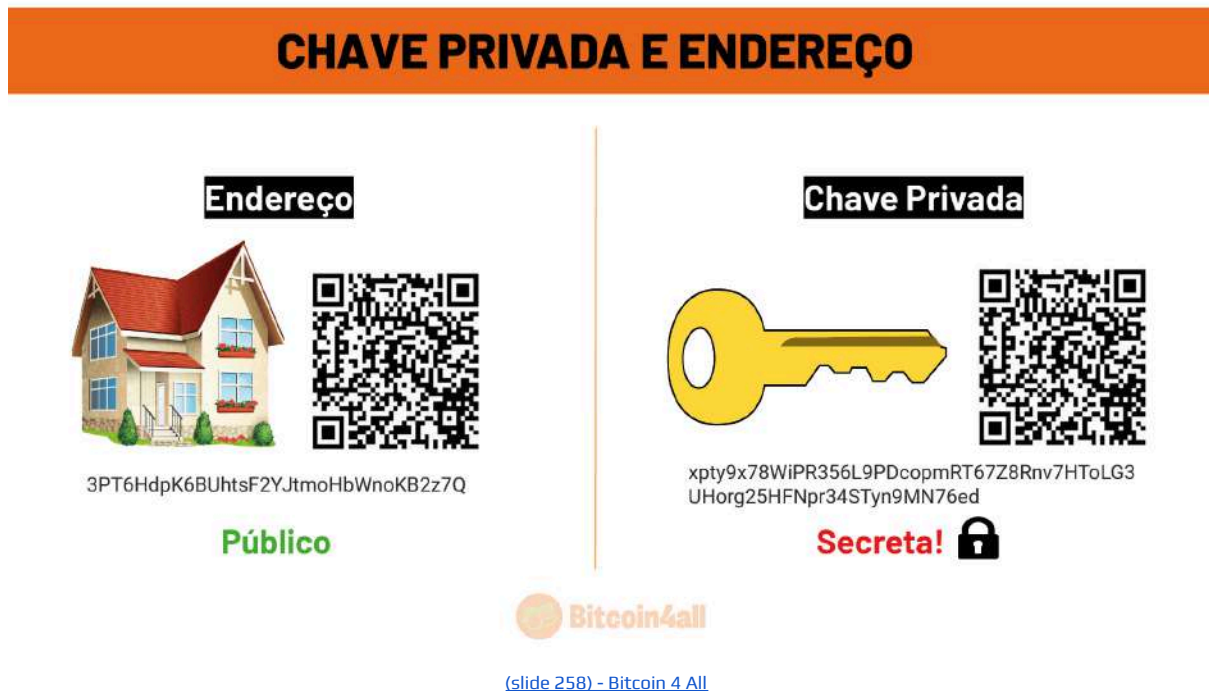 CHAVE PRIVADA E ENDEREÇO
Endereço
3PT6HdpK6BUhtsF2YJtmoHbWnoKB2z7Q
Público
Chave Privada
xpty9x78WiPR356L9PDcopmRT67Z8Rnv7HToLG3
UHorg25HFNpr34STyn9MN76ed
Secreta!
Bitcoin4all
(slide 258) - Bitcoin 4 All